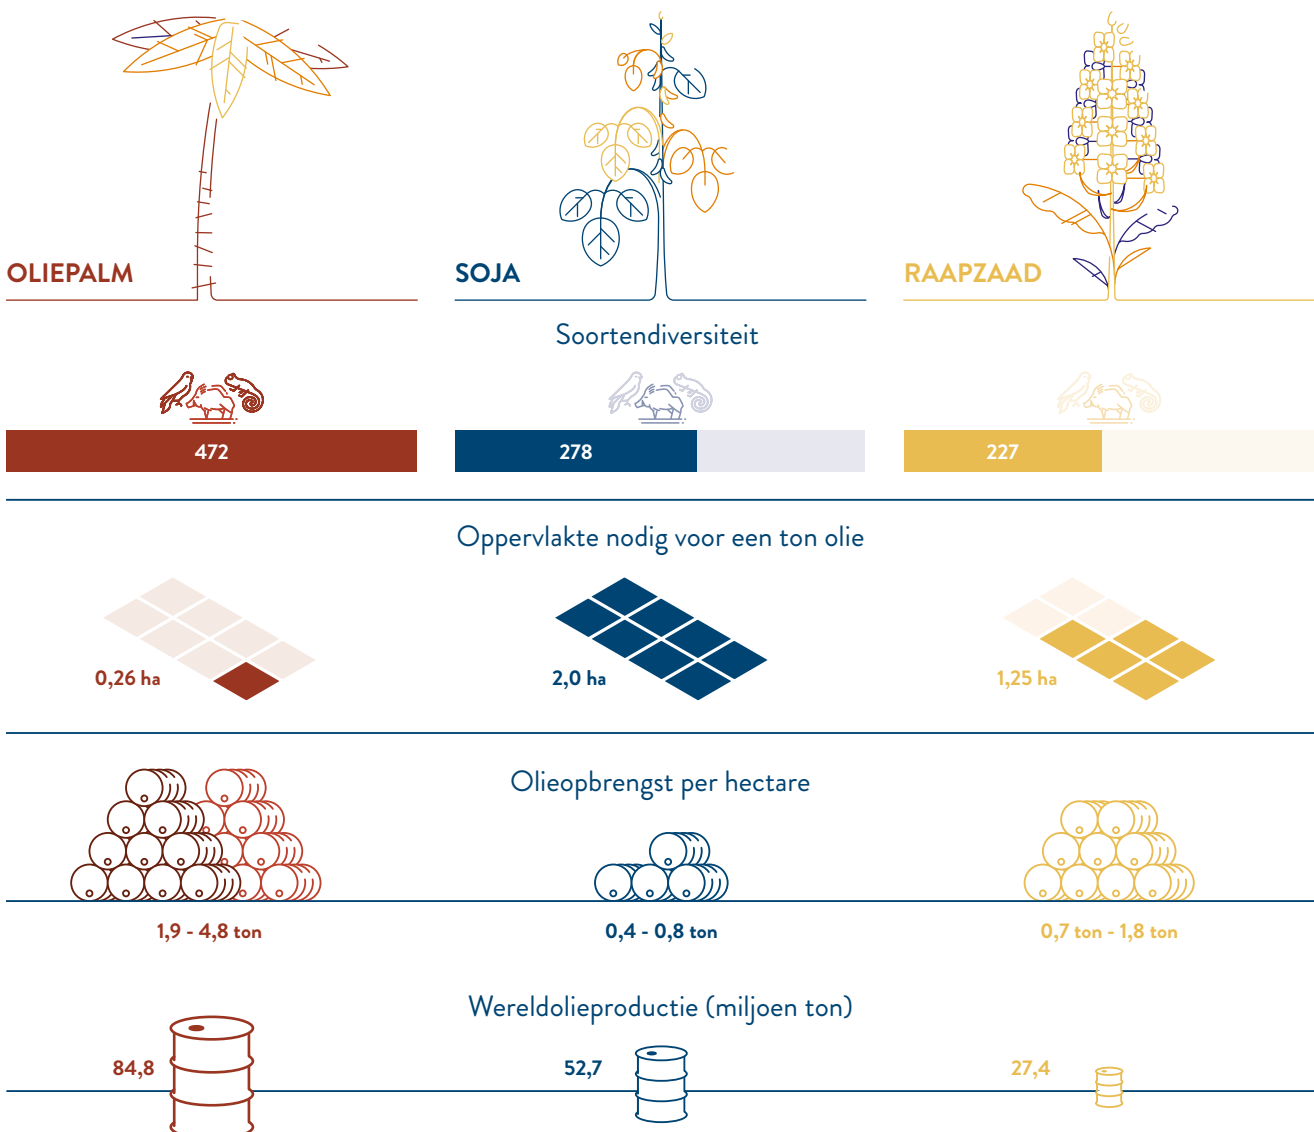 OLIEPALM
SOJA
RAAPZAAD
Soortendiversiteit
472
278
227
Oppervlakte nodig voor een ton olie
0,26 ha
2,0 ha
1,25 ha
Olieopbrengst per hectare
1,9 - 4,8 ton
0,4 - 0,8 ton
0,7 ton - 1,8 ton
Wereldolieproductie (miljoen ton)
84,8
52,7
27,4